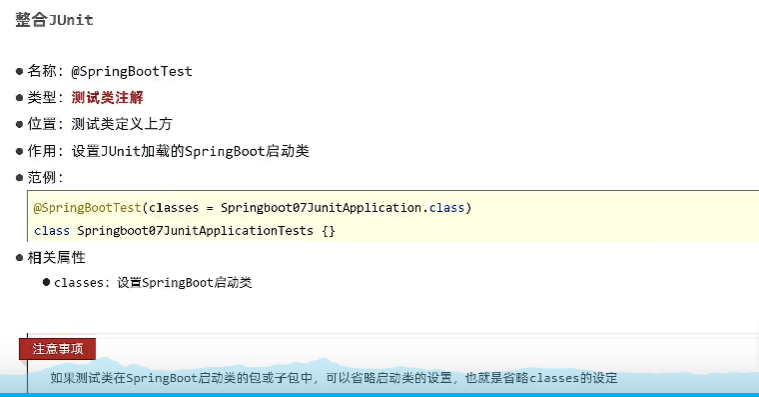 整合JUnit
● 名称：@SpringBootTest
● 类型：测试类注解
● 位置：测试类定义上方
● 作用：设置JUnit加载的SpringBoot启动类
● 范例：
@SpringBootTest(classes = Springboot07JunitApplication.class)
class Springboot07JunitApplicationTests {}
● 相关属性
● classes：设置SpringBoot启动类
注意事项
如果测试类在SpringBoot启动类的包或子包中，可以省略启动类的设置，也就是省略classes的设定